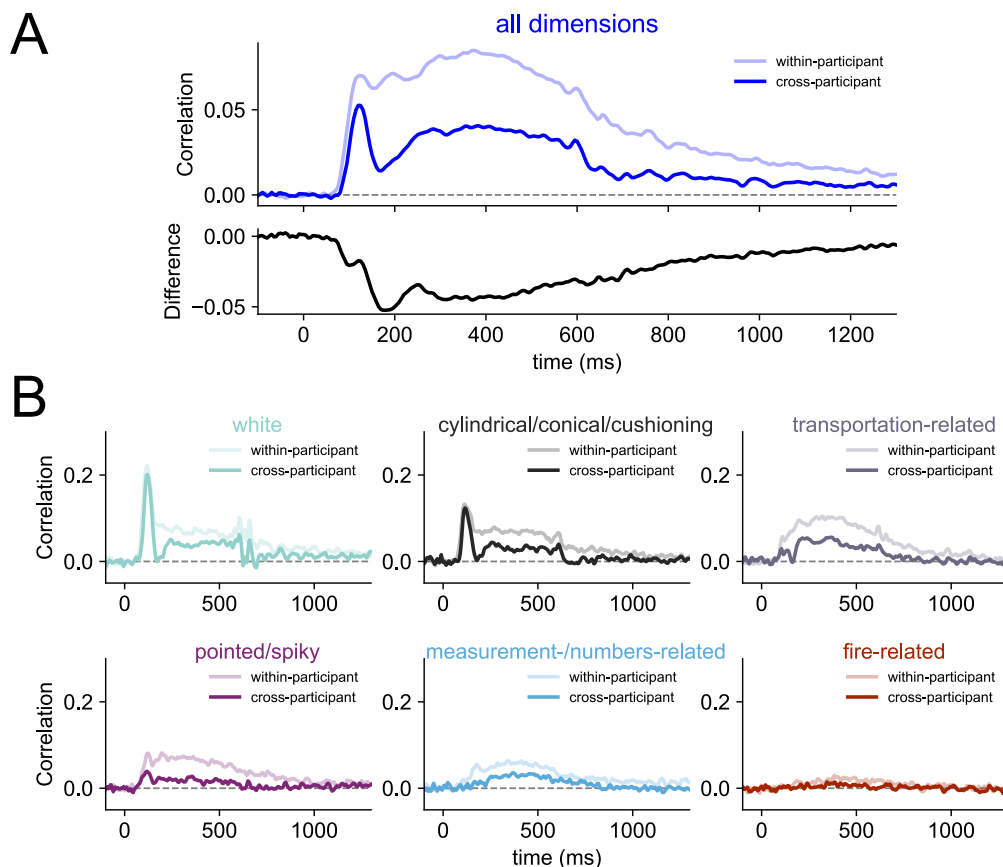 A
all dimensions
within-participant
cross-participant
Correlation
0.05
0.00
Difference
0.00
−0.05
0 200 400 600 800 1000 1200
time (ms)
B
white
within-participant
cross-participant
Correlation
0.2
0.0
0 500 1000
cylindrical/conical/cushioning
within-participant
cross-participant
0.2
0.0
0 500 1000
transportation-related
within-participant
cross-participant
0.2
0.0
0 500 1000
pointed/spiky
within-participant
cross-participant
Correlation
0.2
0.0
0 500 1000
measurement-/numbers-related
within-participant
cross-participant
0.2
0.0
0 500 1000
time (ms)
fire-related
within-participant
cross-participant
0.2
0.0
0 500 1000